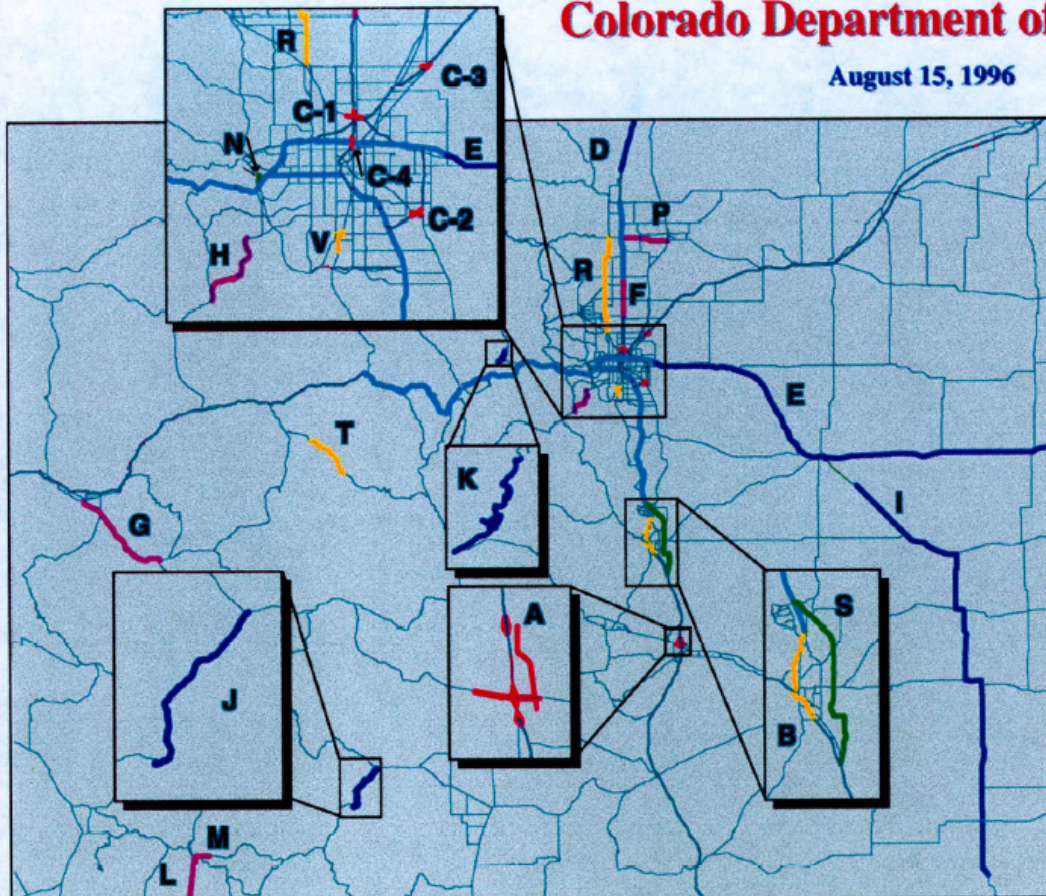 Colorado Department of
August 15, 1996
R
C-3
C-1
N
E
C-4
C-2
H
V
D
P
R
F
E
T
K
I
G
A
S
J
B
M
L